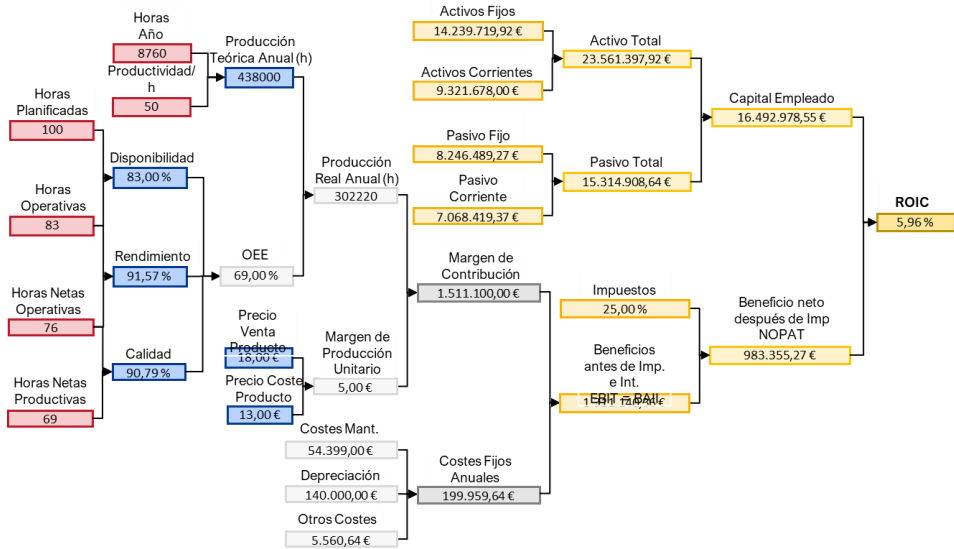 Horas
Año
8760
Productividad/
h
50
Producción
Teórica Anual (h)
438000
Horas
Planificadas
100
Horas
Operativas
83
Horas Netas
Operativas
76
Horas Netas
Productivas
69
Disponibilidad
83,00 %
Rendimiento
91,57 %
Calidad
90,79 %
OEE
69,00 %
Producción
Real Anual (h)
302220
Precio
Venta
Producto
18,00 €
Precio Coste
Producto
13,00 €
Margen de
Producción
Unitario
5,00 €
Costes Mant.
54.399,00 €
Depreciación
140.000,00 €
Otros Costes
5.560,64 €
Activos Fijos
14.239.719,92 €
Activos Corrientes
9.321.678,00 €
Activo Total
23.561.397,92 €
Pasivo Fijo
8.246.489,27 €
Pasivo
Corriente
7.068.419,37 €
Pasivo Total
15.314.908,64 €
Capital Empleado
16.492.978,55 €
Margen de
Contribución
1.511.100,00 €
Costes Fijos
Anuales
199.959,64 €
Impuestos
25,00 %
Beneficios
antes de Imp.
e Int.
EBIT = BAII
Beneficio neto
después de Imp
NOPAT
983.355,27 €
ROIC
5,96 %